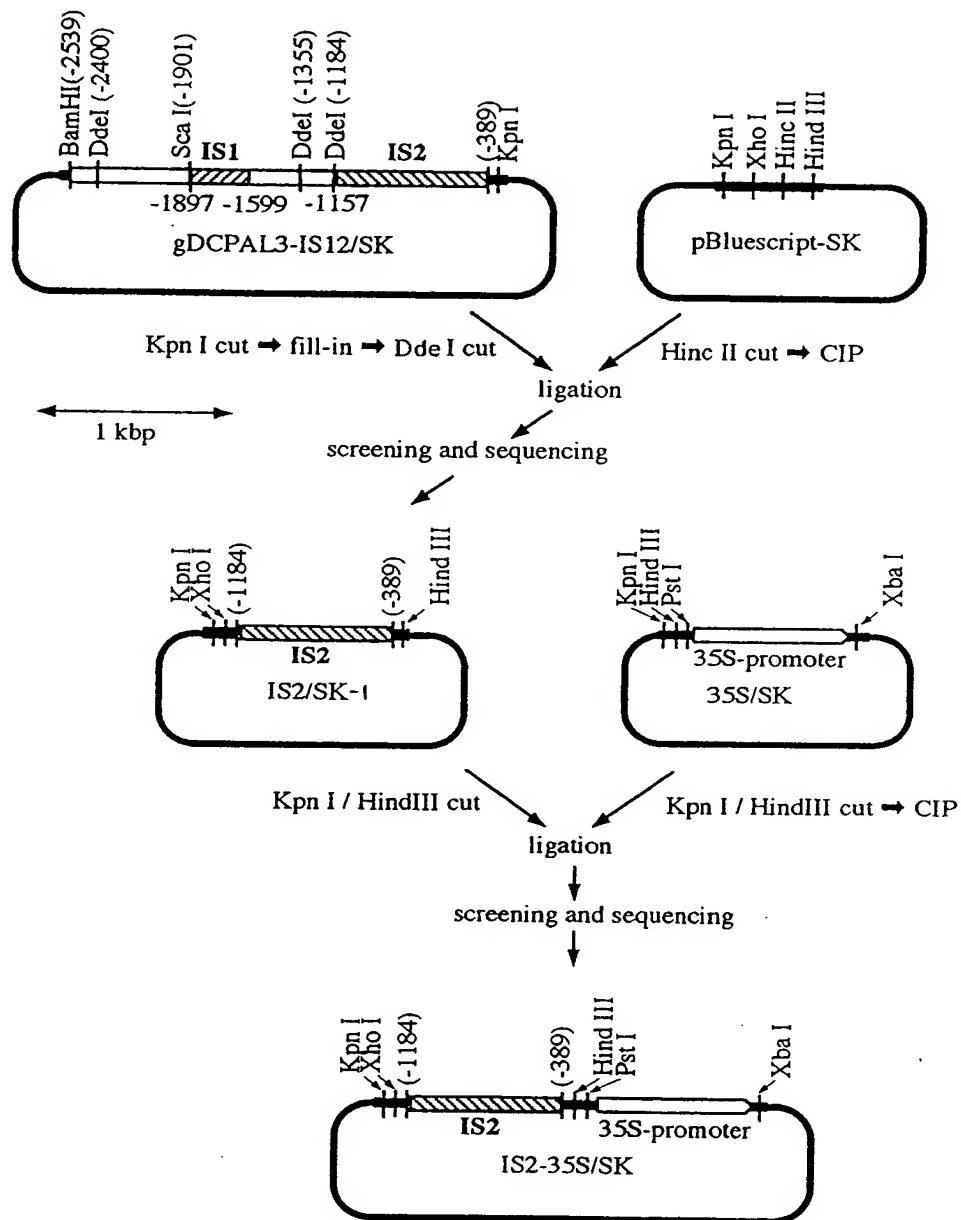 BamHI(-2539)
DdeI (-2400)
Sca I(-1901)
DdeI (-1355)
DdeI (-1184)
(-389)
Kpn I
IS1
IS2
-1897 -1599 -1157
gDCPAL3-IS12/SK
Kpn I
Xho I
Hinc II
Hind III
pBluescript-SK
Kpn I cut ➡ fill-in ➡ Dde I cut
Hinc II cut ➡ CIP
ligation
1 kbp
screening and sequencing
Kpn I
Xho I
(-1184)
(-389)
Hind III
IS2
IS2/SK-1
Kpn I
Hind III
Pst I
Xba I
35S-promoter
35S/SK
Kpn I / HindIII cut
Kpn I / HindIII cut ➡ CIP
ligation
screening and sequencing
Kpn I
Xho I
(-1184)
(-389)
Hind III
Pst I
Xba I
IS2
35S-promoter
IS2-35S/SK